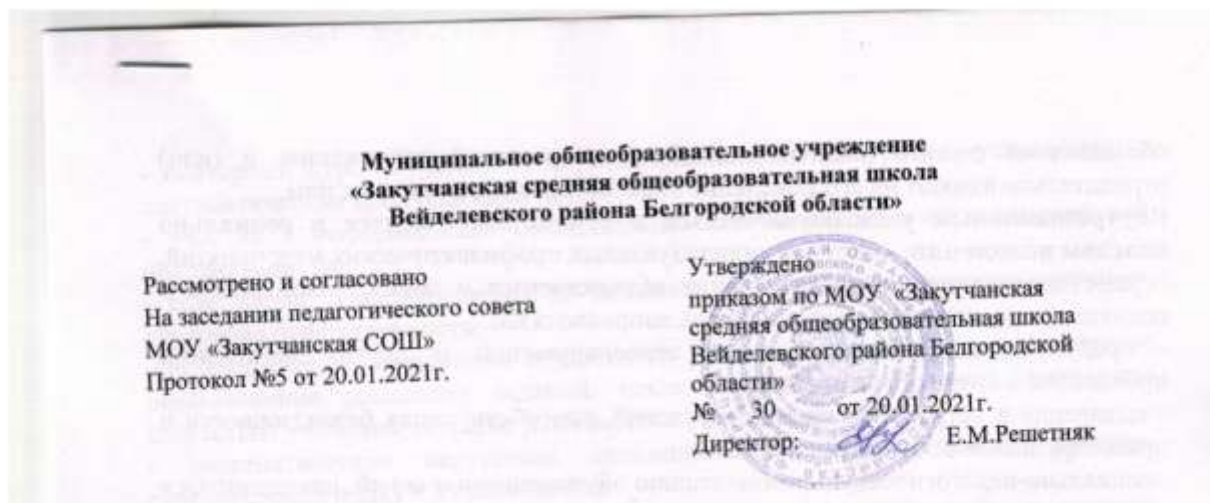 Муниципальное общеобразовательное учреждение
«Закутчанская средняя общеобразовательная школа
Вейделевского района Белгородской области»
Рассмотрено и согласовано
На заседании педагогического совета
МОУ «Закутчанская СОШ»
Протокол №5 от 20.01.2021г.
Утверждено
приказом по МОУ «Закутчанская
средняя общеобразовательная школа
Вейделевского района Белгородской
области»
№ 30 от 20.01.2021г.
Директор: Е.М.Решетняк